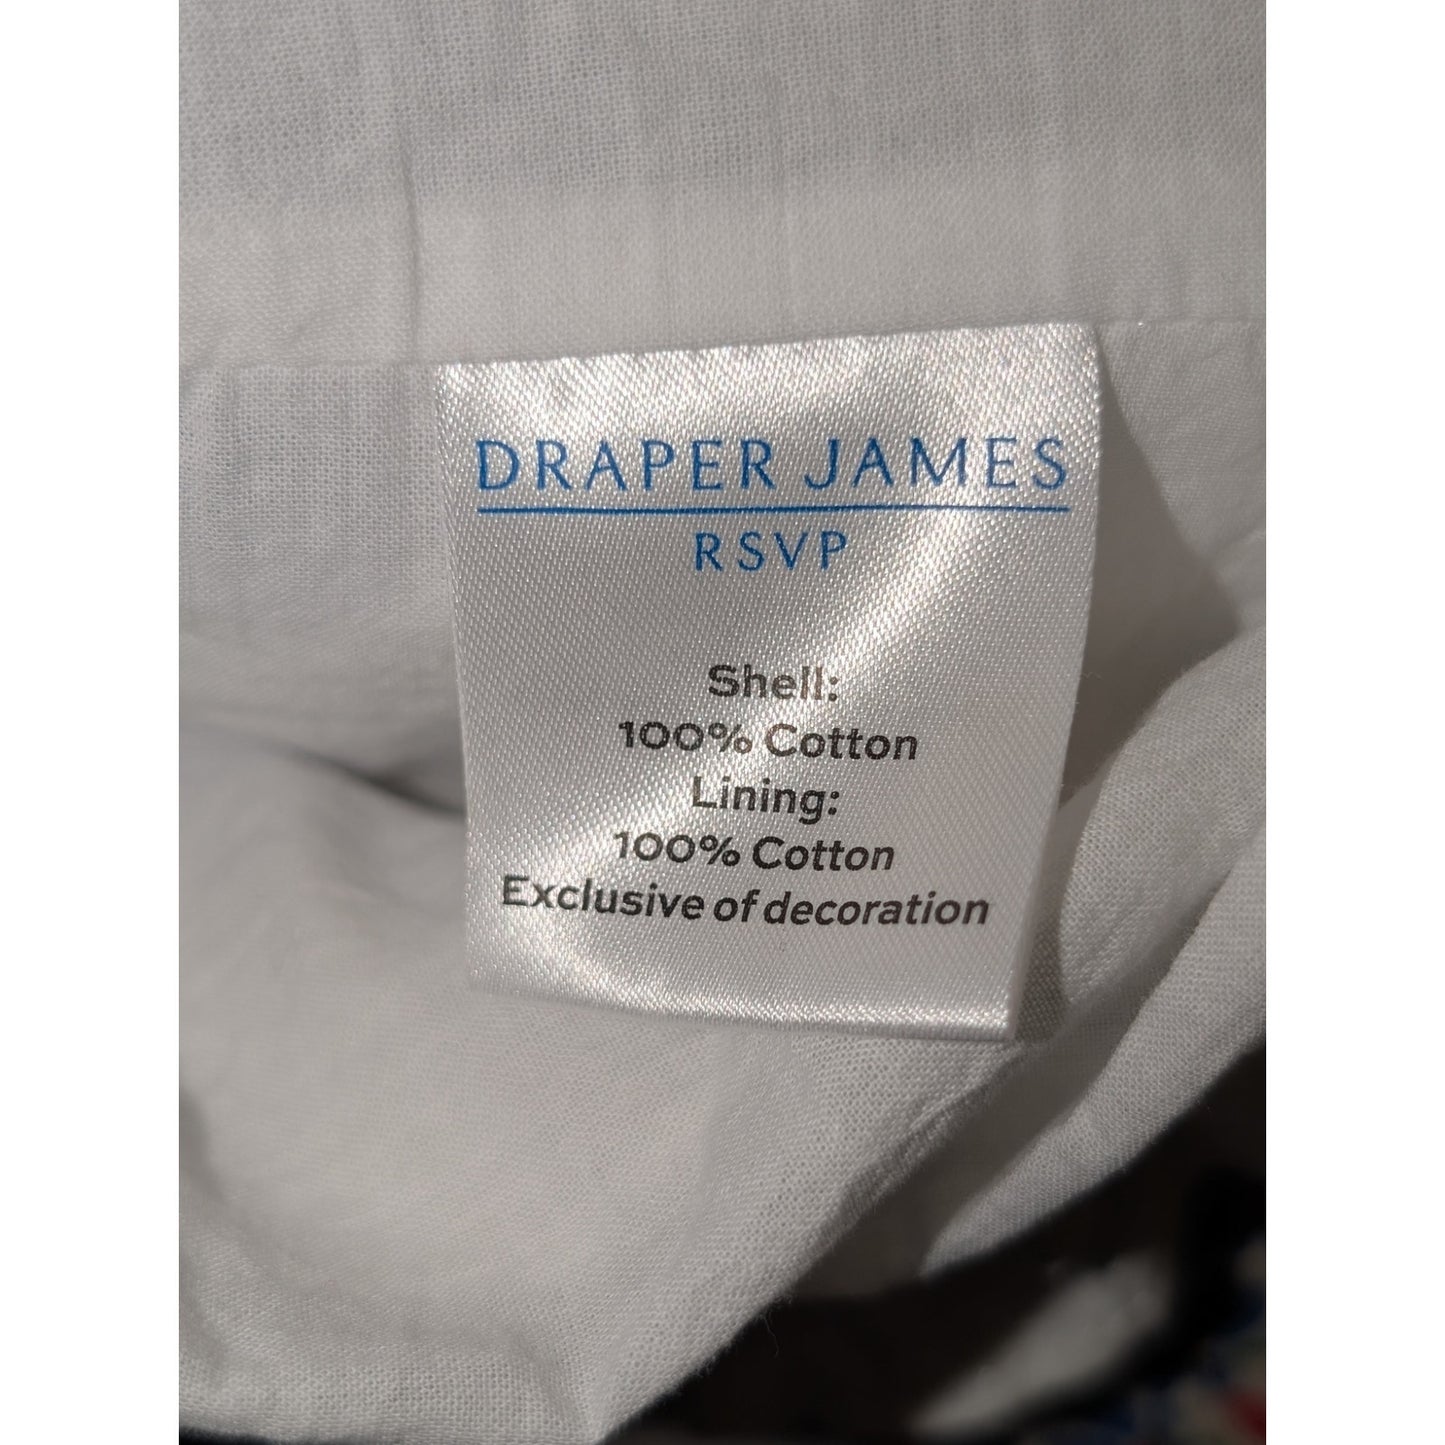 DRAPER JAMES
RSVP
Shell:
100% Cotton
Lining:
100% Cotton
Exclusive of decoration